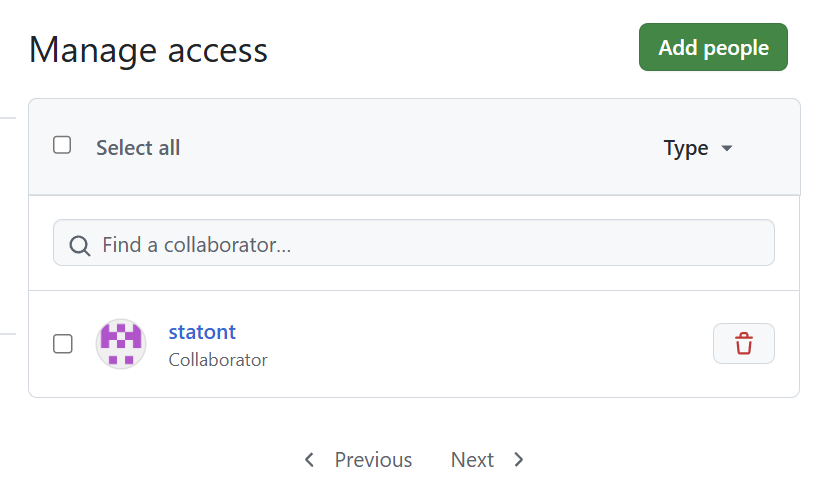 Manage access
Add people
Select all
Type
Find a collaborator...
statont
Collaborator
Previous
Next